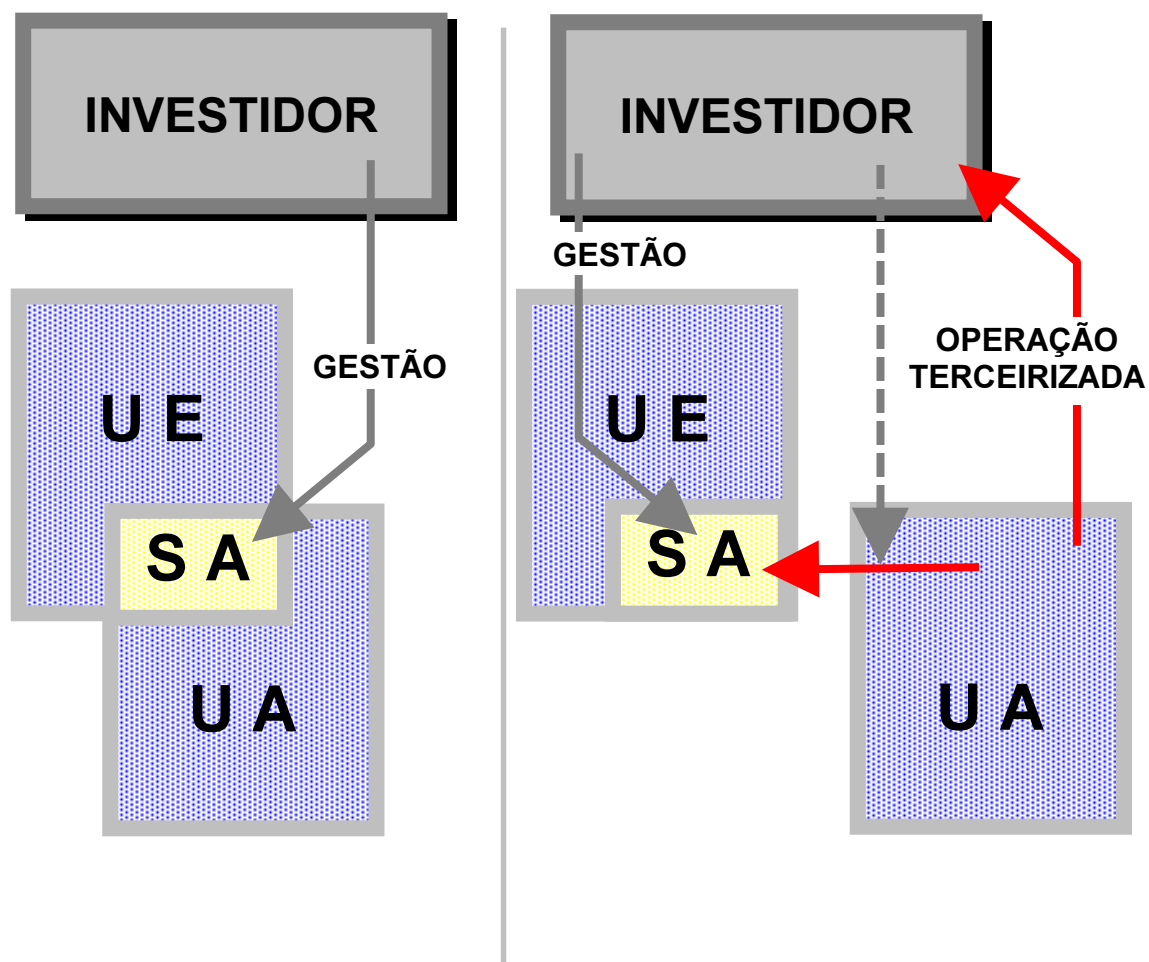 INVESTIDOR
GESTÃO
U E
S A
U A
INVESTIDOR
GESTÃO
OPERAÇÃO
TERCEIRIZADA
U E
S A
U A